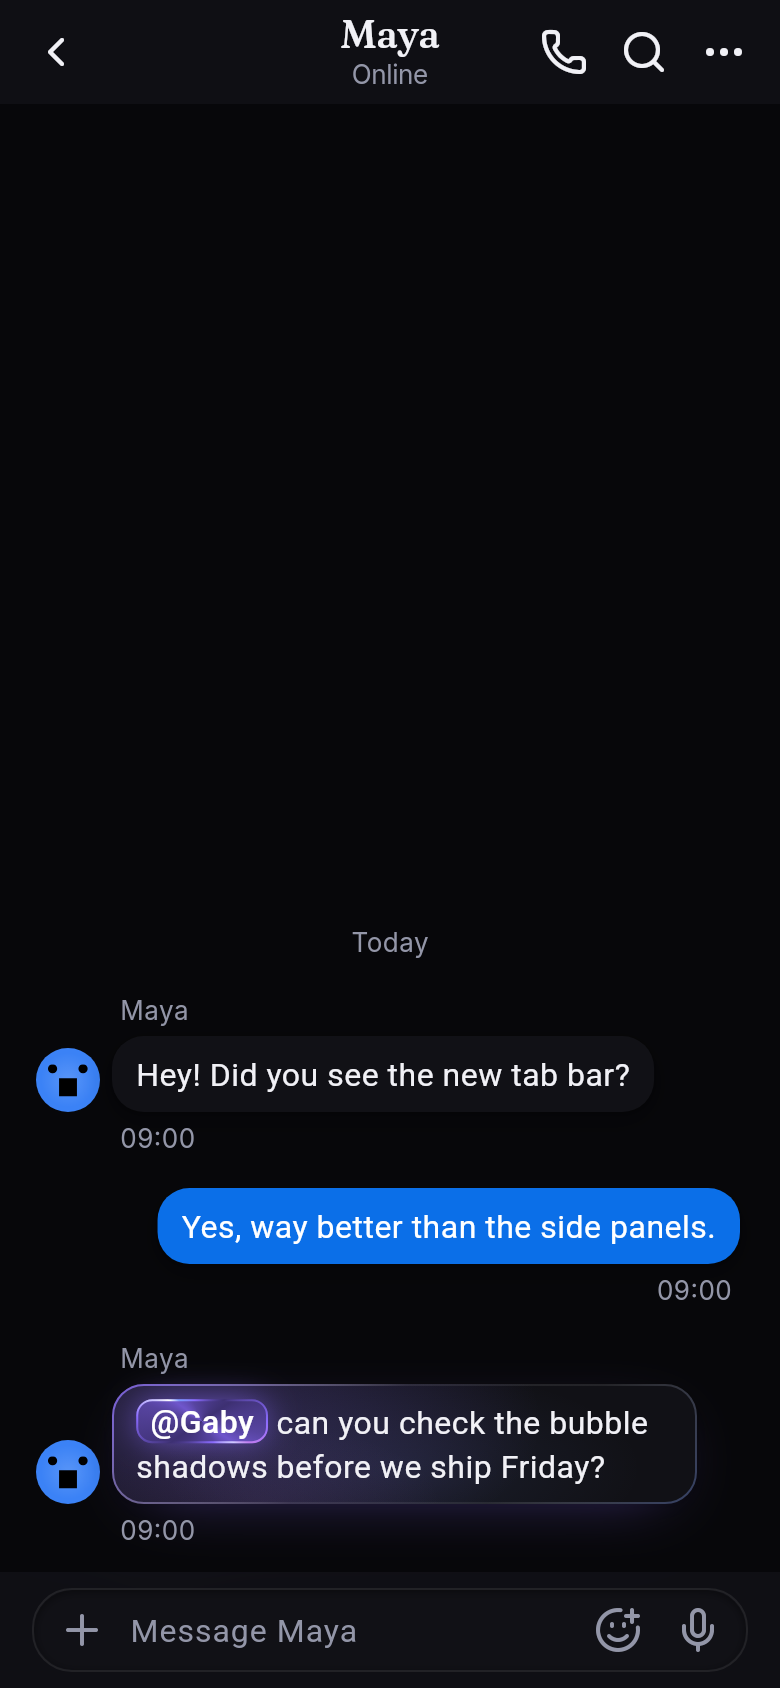 Maya
Online
Today
Maya
Hey! Did you see the new tab bar?
09:00
Yes, way better than the side panels.
09:00
Maya
@Gaby can you check the bubble
shadows before we ship Friday?
09:00
Message Maya